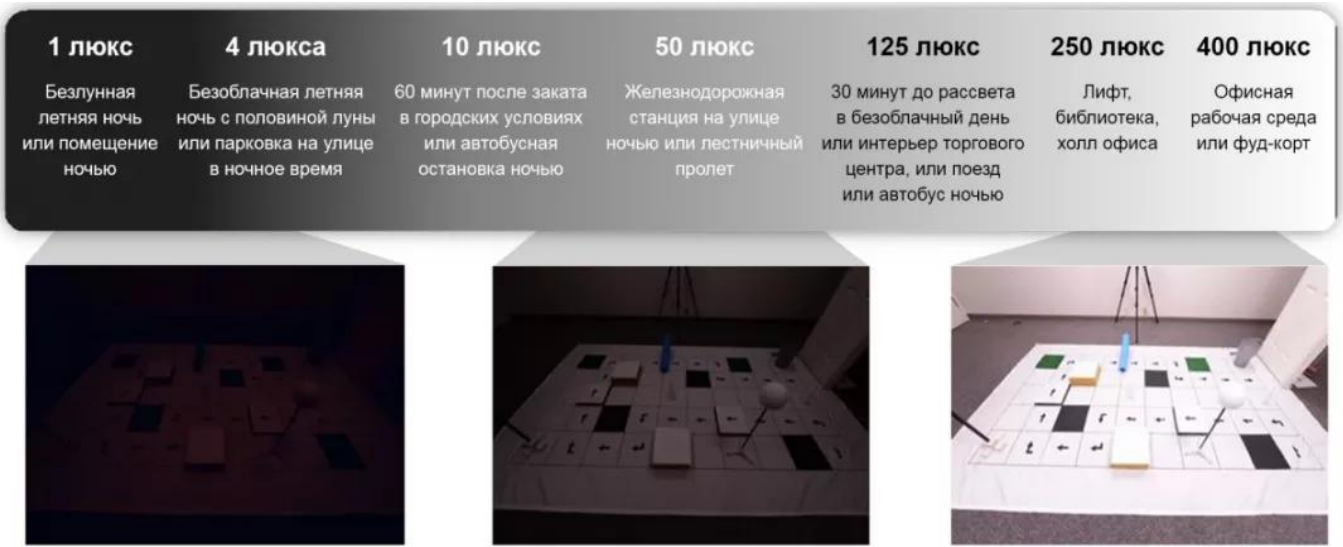 1 люкс
Безлунная
летняя ночь
или помещение
ночью
4 люкса
Безоблачная летняя
ночь с половиной луны
или парковка на улице
в ночное время
10 люкс
60 минут после заката
в городских условиях
или автобусная
остановка ночью
50 люкс
Железнодорожная
станция на улице
ночью или лестничный
пролет
125 люкс
30 минут до рассвета
в безоблачный день
или интерьер торгового
центра, или поезд
или автобус ночью
250 люкс
Лифт,
библиотека,
холл офиса
400 люкс
Офисная
рабочая среда
или фуд-корт